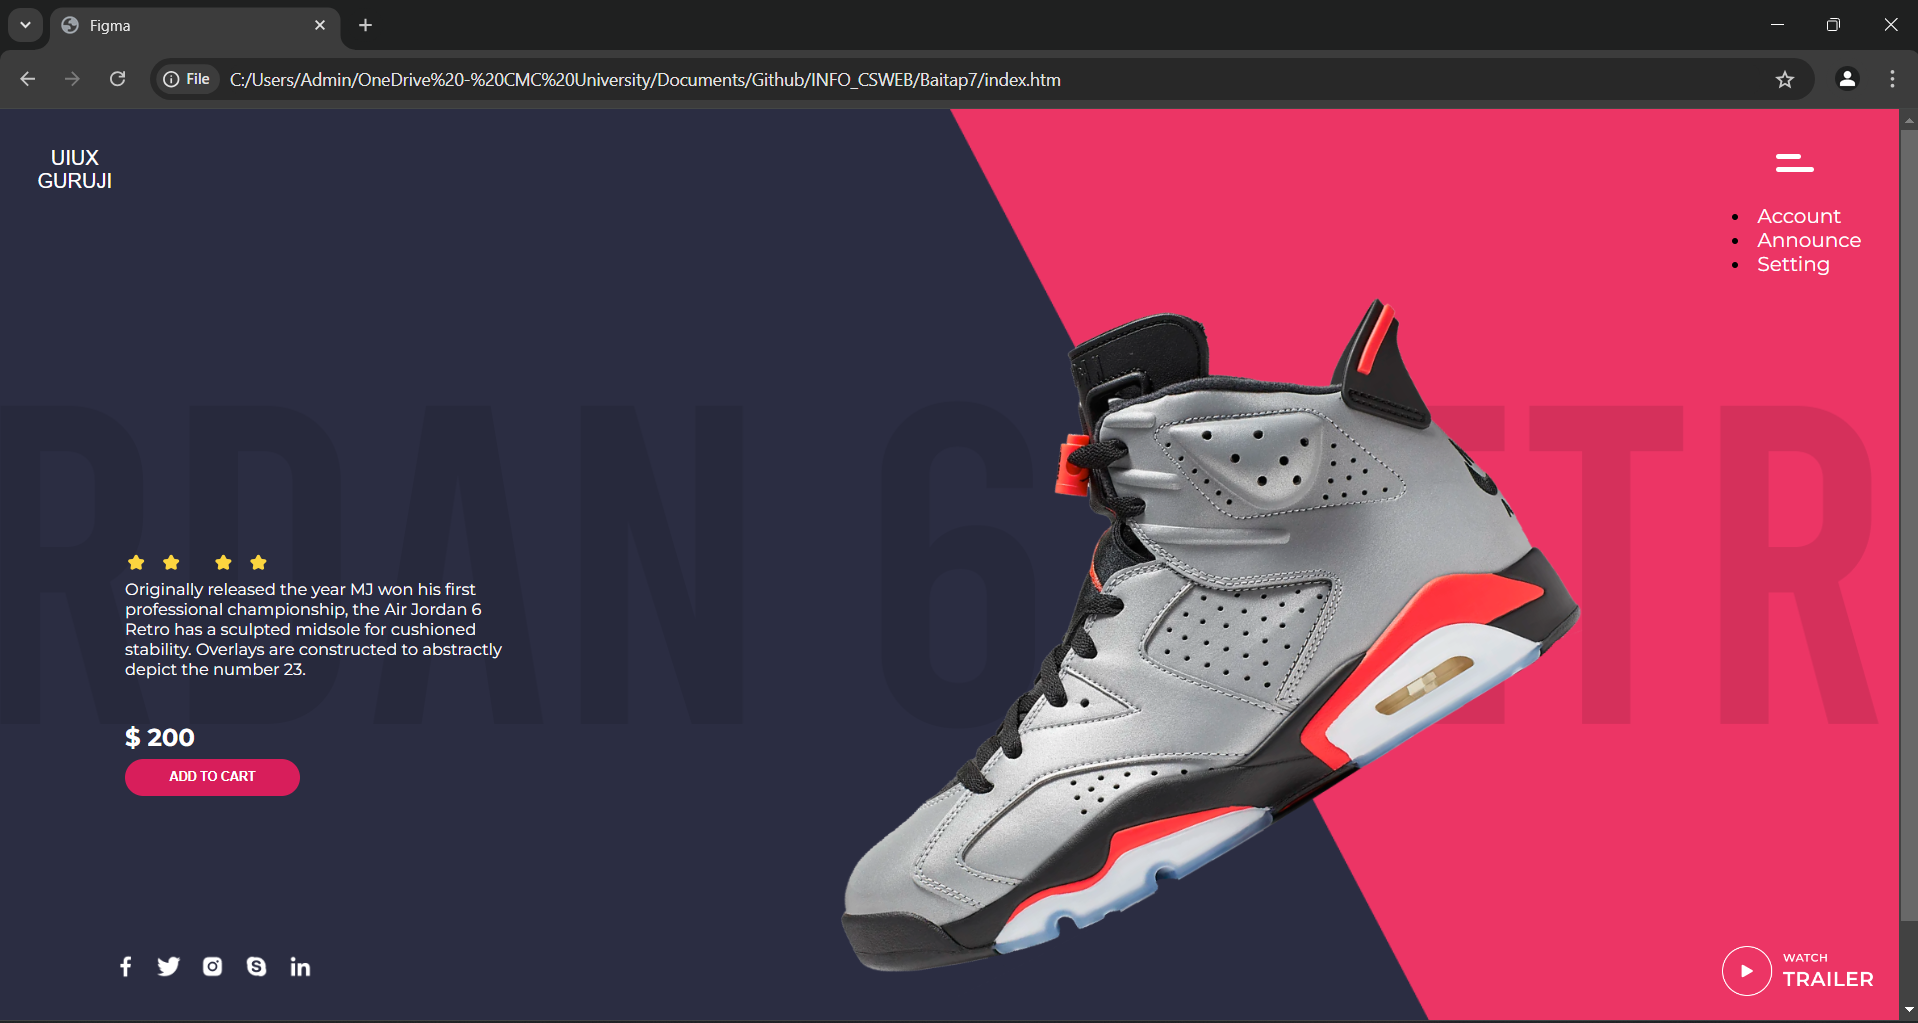 Figma
File
C:/Users/Admin/OneDrive%20-%20CMC%20University/Documents/Github/INFO_CSWEB/Baitap7/index.htm
UIUX
GURUJI
Account
Announce
Setting
RDAN 6 TR
Originally released the year MJ won his first
professional championship, the Air Jordan 6
Retro has a sculpted midsole for cushioned
stability. Overlays are constructed to abstractly
depict the number 23.
$ 200
ADD TO CART
WATCH
TRAILER